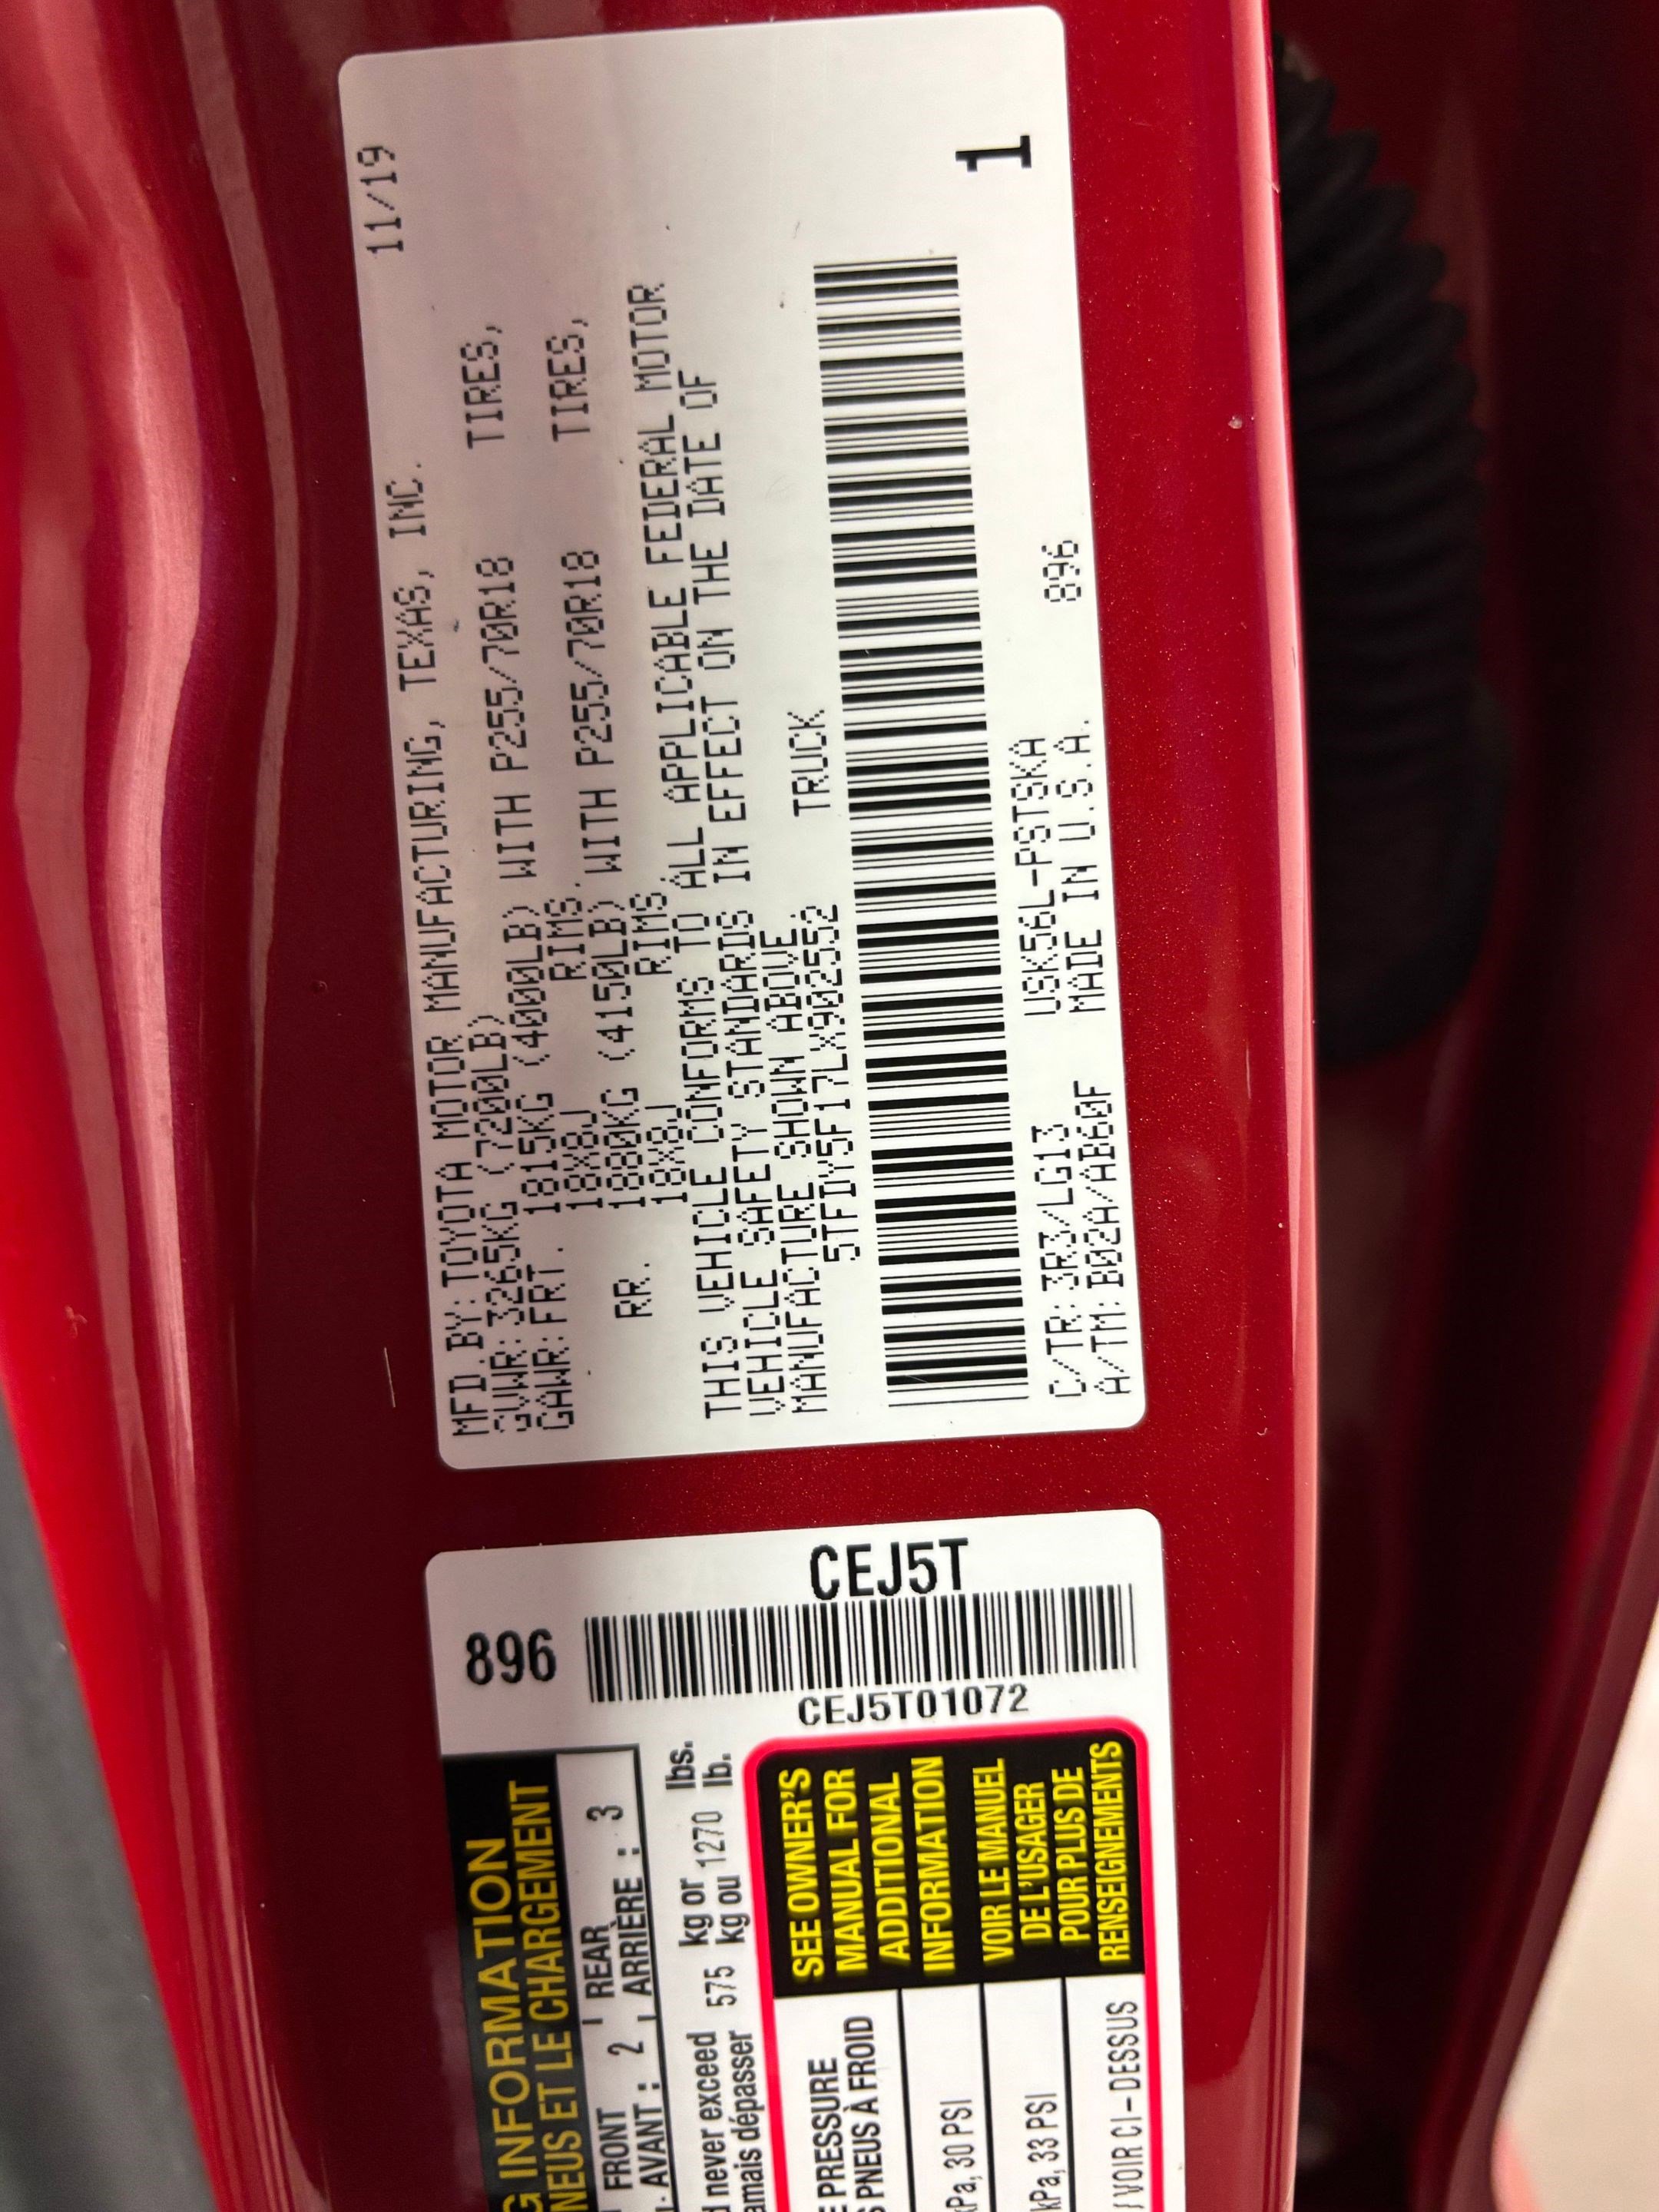 11/19
MFD.BY: TOYOTA MOTOR MANUFACTURING, TEXAS, INC.
GVWR: 3265KG (7200LB)
GAWR: FRT. 1815KG (4000LB) WITH P255/70R18 TIRES,
18X8J RIMS.
RR. 1880KG (4150LB) WITH P255/70R18 TIRES,
18X8J RIMS.
THIS VEHICLE CONFORMS TO ALL APPLICABLE FEDERAL MOTOR
VEHICLE SAFETY STANDARDS IN EFFECT ON THE DATE OF
MANUFACTURE SHOWN ABOVE.
5TFDY5F17LX902552 TRUCK
C/TR: 3R3/LG13 USK56L-PSTSKA 896
A/TM: B02A/AB60F MADE IN U.S.A.
1
INFORMATION
PNEUS ET LE CHARGEMENT
896
FRONT 2 REAR 3
AVANT : ARRIÈRE :
never exceed 575 kg or 1270 lbs.
jamais dépasser kg ou lb.
CEJ5T01072
CEJ5T
PRESSURE
PNEUS À FROID
kPa, 30 PSI
kPa, 33 PSI
/ VOIR CI-DESSUS
SEE OWNER'S
MANUAL FOR
ADDITIONAL
INFORMATION
VOIR LE MANUEL
DE L'USAGER
POUR PLUS DE
RENSEIGNEMENTS